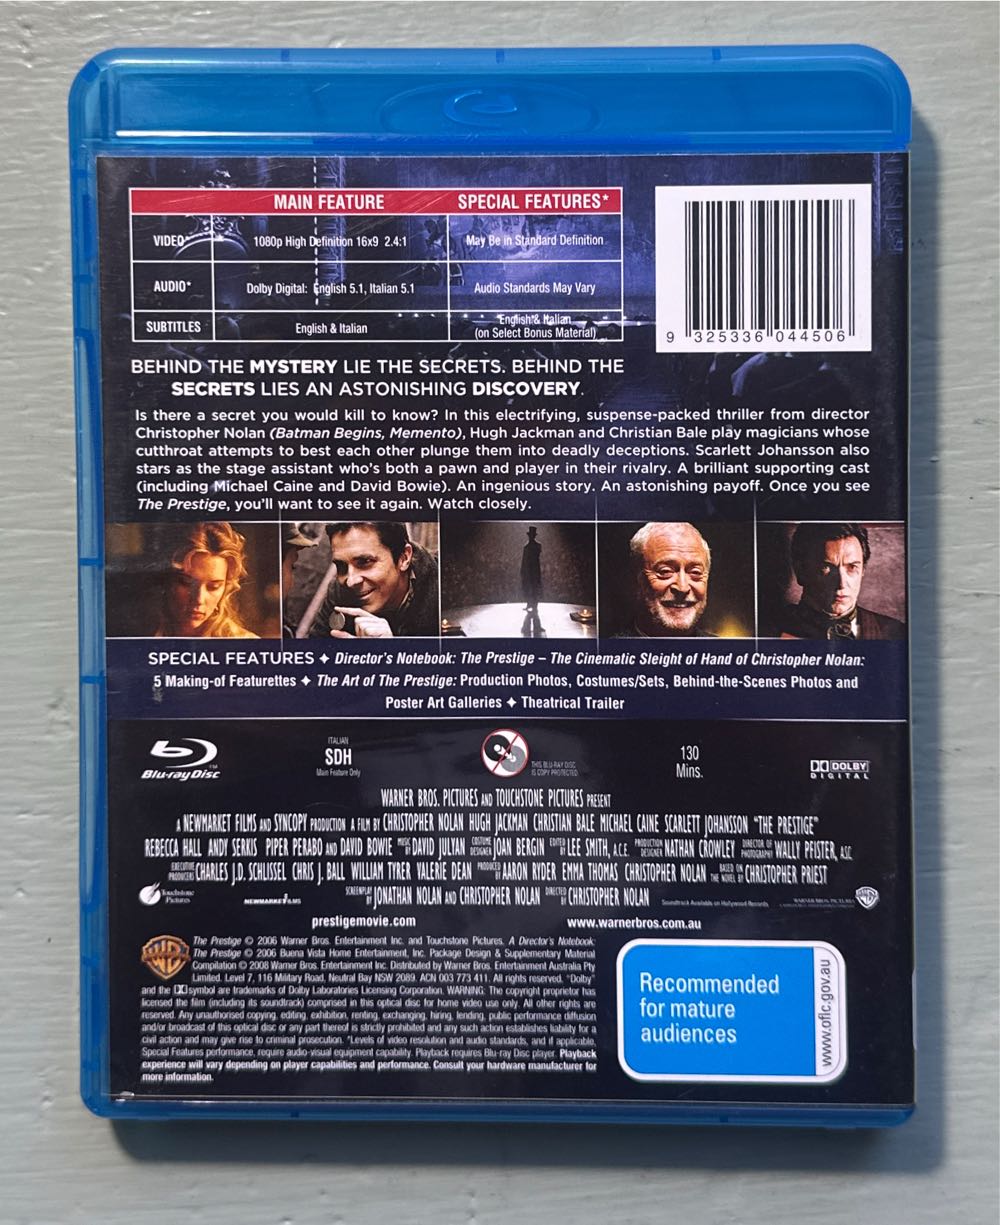 MAIN FEATURE SPECIAL FEATURES*
VIDEO* 1080p High Definition 16x9 2.4:1 May Be in Standard Definition
AUDIO* Dolby Digital: English 5.1, Italian 5.1 Audio Standards May Vary
SUBTITLES English & Italian English & Italian
(on Select Bonus Material)
9 325336 044506
BEHIND THE MYSTERY LIE THE SECRETS. BEHIND THE
SECRETS LIES AN ASTONISHING DISCOVERY.
Is there a secret you would kill to know? In this electrifying, suspense-packed thriller from director
Christopher Nolan (Batman Begins, Memento), Hugh Jackman and Christian Bale play magicians whose
cutthroat attempts to best each other plunge them into deadly deceptions. Scarlett Johansson also
stars as the stage assistant who's both a pawn and player in their rivalry. A brilliant supporting cast
(including Michael Caine and David Bowie). An ingenious story. An astonishing payoff. Once you see
The Prestige, you'll want to see it again. Watch closely.
SPECIAL FEATURES ✦ Director's Notebook: The Prestige – The Cinematic Sleight of Hand of Christopher Nolan:
5 Making-of Featurettes ✦ The Art of The Prestige: Production Photos, Costumes/Sets, Behind-the-Scenes Photos and
Poster Art Galleries ✦ Theatrical Trailer
Blu-ray Disc
ITALIAN
SDH
Main Feature Only
THIS BLU-RAY DISC
IS COPY PROTECTED
130
Mins.
DOLBY
DIGITAL
WARNER BROS. PICTURES AND TOUCHSTONE PICTURES PRESENT
A NEWMARKET FILMS AND SYNCOPY PRODUCTION A FILM BY CHRISTOPHER NOLAN HUGH JACKMAN CHRISTIAN BALE MICHAEL CAINE SCARLETT JOHANSSON "THE PRESTIGE"
REBECCA HALL ANDY SERKIS PIPER PERABO AND DAVID BOWIE MUSIC BY DAVID JULYAN COSTUME DESIGNER JOAN BERGIN EDITED BY LEE SMITH, A.C.E. PRODUCTION DESIGNER NATHAN CROWLEY DIRECTOR OF PHOTOGRAPHY WALLY PFISTER, ASC
EXECUTIVE PRODUCERS CHARLES J.D. SCHLISSEL CHRIS J. BALL WILLIAM TYRER VALERIE DEAN PRODUCED BY AARON RYDER EMMA THOMAS CHRISTOPHER NOLAN BASED ON THE NOVEL BY CHRISTOPHER PRIEST
Touchstone Pictures NEWMARKET FILMS SCREENPLAY BY JONATHAN NOLAN AND CHRISTOPHER NOLAN DIRECTED BY CHRISTOPHER NOLAN Soundtrack Available on Hollywood Records WARNER BROS. PICTURES
prestigemovie.com www.warnerbros.com.au
The Prestige © 2006 Warner Bros. Entertainment Inc. and Touchstone Pictures. A Director's Notebook:
The Prestige © 2006 Buena Vista Home Entertainment, Inc. Package Design & Supplementary Material
Compilation © 2008 Warner Bros. Entertainment Inc. Distributed by Warner Bros. Entertainment Australia Pty
Limited. Level 7, 116 Military Road, Neutral Bay NSW 2089. ACN 003 773 411. All rights reserved. "Dolby"
and the symbol are trademarks of Dolby Laboratories Licensing Corporation. WARNING: The copyright proprietor has
licensed the film (including its soundtrack) comprised in this optical disc for home video use only. All other rights are
reserved. Any unauthorised copying, editing, exhibition, renting, exchanging, hiring, lending, public performance diffusion
and/or broadcast of this optical disc or any part thereof is strictly prohibited and any such action establishes liability for a
civil action and may give rise to criminal prosecution. *Levels of video resolution and audio standards, and if applicable,
Special Features performance, require audio-visual equipment capability. Playback requires Blu-ray Disc player. Playback
experience will vary depending on player capabilities and performance. Consult your hardware manufacturer for
more information.
Recommended
for mature
audiences
www.oflc.gov.au